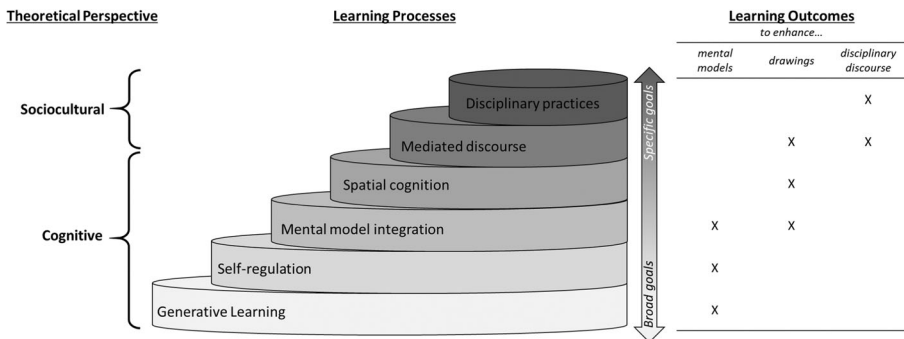 Theoretical Perspective
Learning Processes
Learning Outcomes
to enhance...
mental models
drawings
disciplinary discourse
Sociocultural
Disciplinary practices
X
Mediated discourse
X X
Specific goals
Spatial cognition
X
Cognitive
Mental model integration
X X
Self-regulation
X
Broad goals
Generative Learning
X